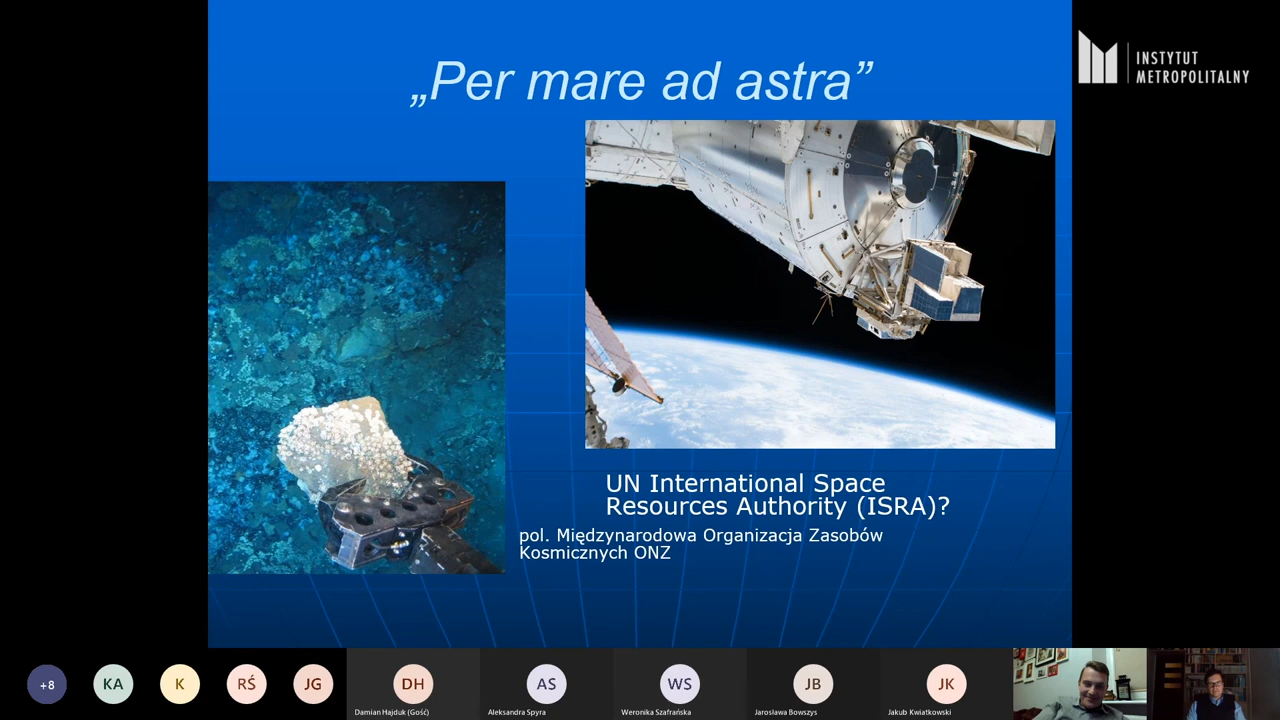 „Per mare ad astra”
INSTYTUT
METROPOLITALNY
UN International Space
Resources Authority (ISRA)?
pol. Międzynarodowa Organizacja Zasobów
Kosmicznych ONZ
+8
KA
K
RŚ
JG
DH
Damian Hajduk (Gość)
AS
Aleksandra Spyra
WS
Weronika Szafrańska
JB
Jarosława Bowszys
JK
Jakub Kwiatkowski